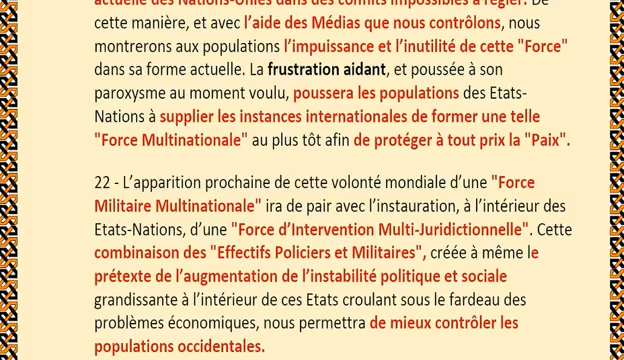 actuelle des Nations-Unies dans des conflits impossibles à régler. De
cette manière, et avec l’aide des Médias que nous contrôlons, nous
montrerons aux populations l’impuissance et l’inutilité de cette "Force"
dans sa forme actuelle. La frustration aidant, et poussée à son
paroxysme au moment voulu, poussera les populations des Etats-
Nations à supplier les instances internationales de former une telle
"Force Multinationale" au plus tôt afin de protéger à tout prix la "Paix".
22 - L’apparition prochaine de cette volonté mondiale d’une "Force
Militaire Multinationale" ira de pair avec l’instauration, à l’intérieur des
Etats-Nations, d’une "Force d’Intervention Multi-Juridictionnelle". Cette
combinaison des "Effectifs Policiers et Militaires", créée à même le
prétexte de l’augmentation de l’instabilité politique et sociale
grandissante à l’intérieur de ces Etats croulant sous le fardeau des
problèmes économiques, nous permettra de mieux contrôler les
populations occidentales.